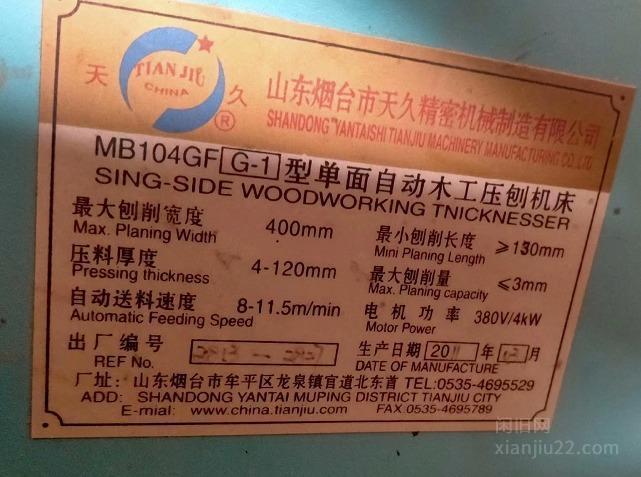 天 TIANJIU CHINA 久 ®
山东烟台市天久精密机械制造有限公司
SHANDONG YANTAISHI TIANJIU MACHINERY MANUFACTURING CO.,LTD
MB104GF G-1 型单面自动木工压刨机床
SING-SIDE WOODWORKING TNICKNESSER
最大刨削宽度 400mm 最小刨削长度 ≥130mm
Max. Planing Width Mini Planing Length
压料厚度 4-120mm 最大刨削量 ≤3mm
Pressing thickness Max. Planing capacity
自动送料速度 8-11.5m/min 电机功率 380V/4kW
Automatic Feeding Speed Motor Power
出厂编号 生产日期 2011 年 月
REF No. DATE OF MANUFACTURE
厂址: 山东烟台市牟平区龙泉镇官道北东首 TEL:0535-4695529
ADD: SHANDONG YANTAI MUPING DISTRICT TIANJIU CITY
E-mial: www.china.tianjiu.com FAX 0535-4695789
闲旧网
xianjiu22.com